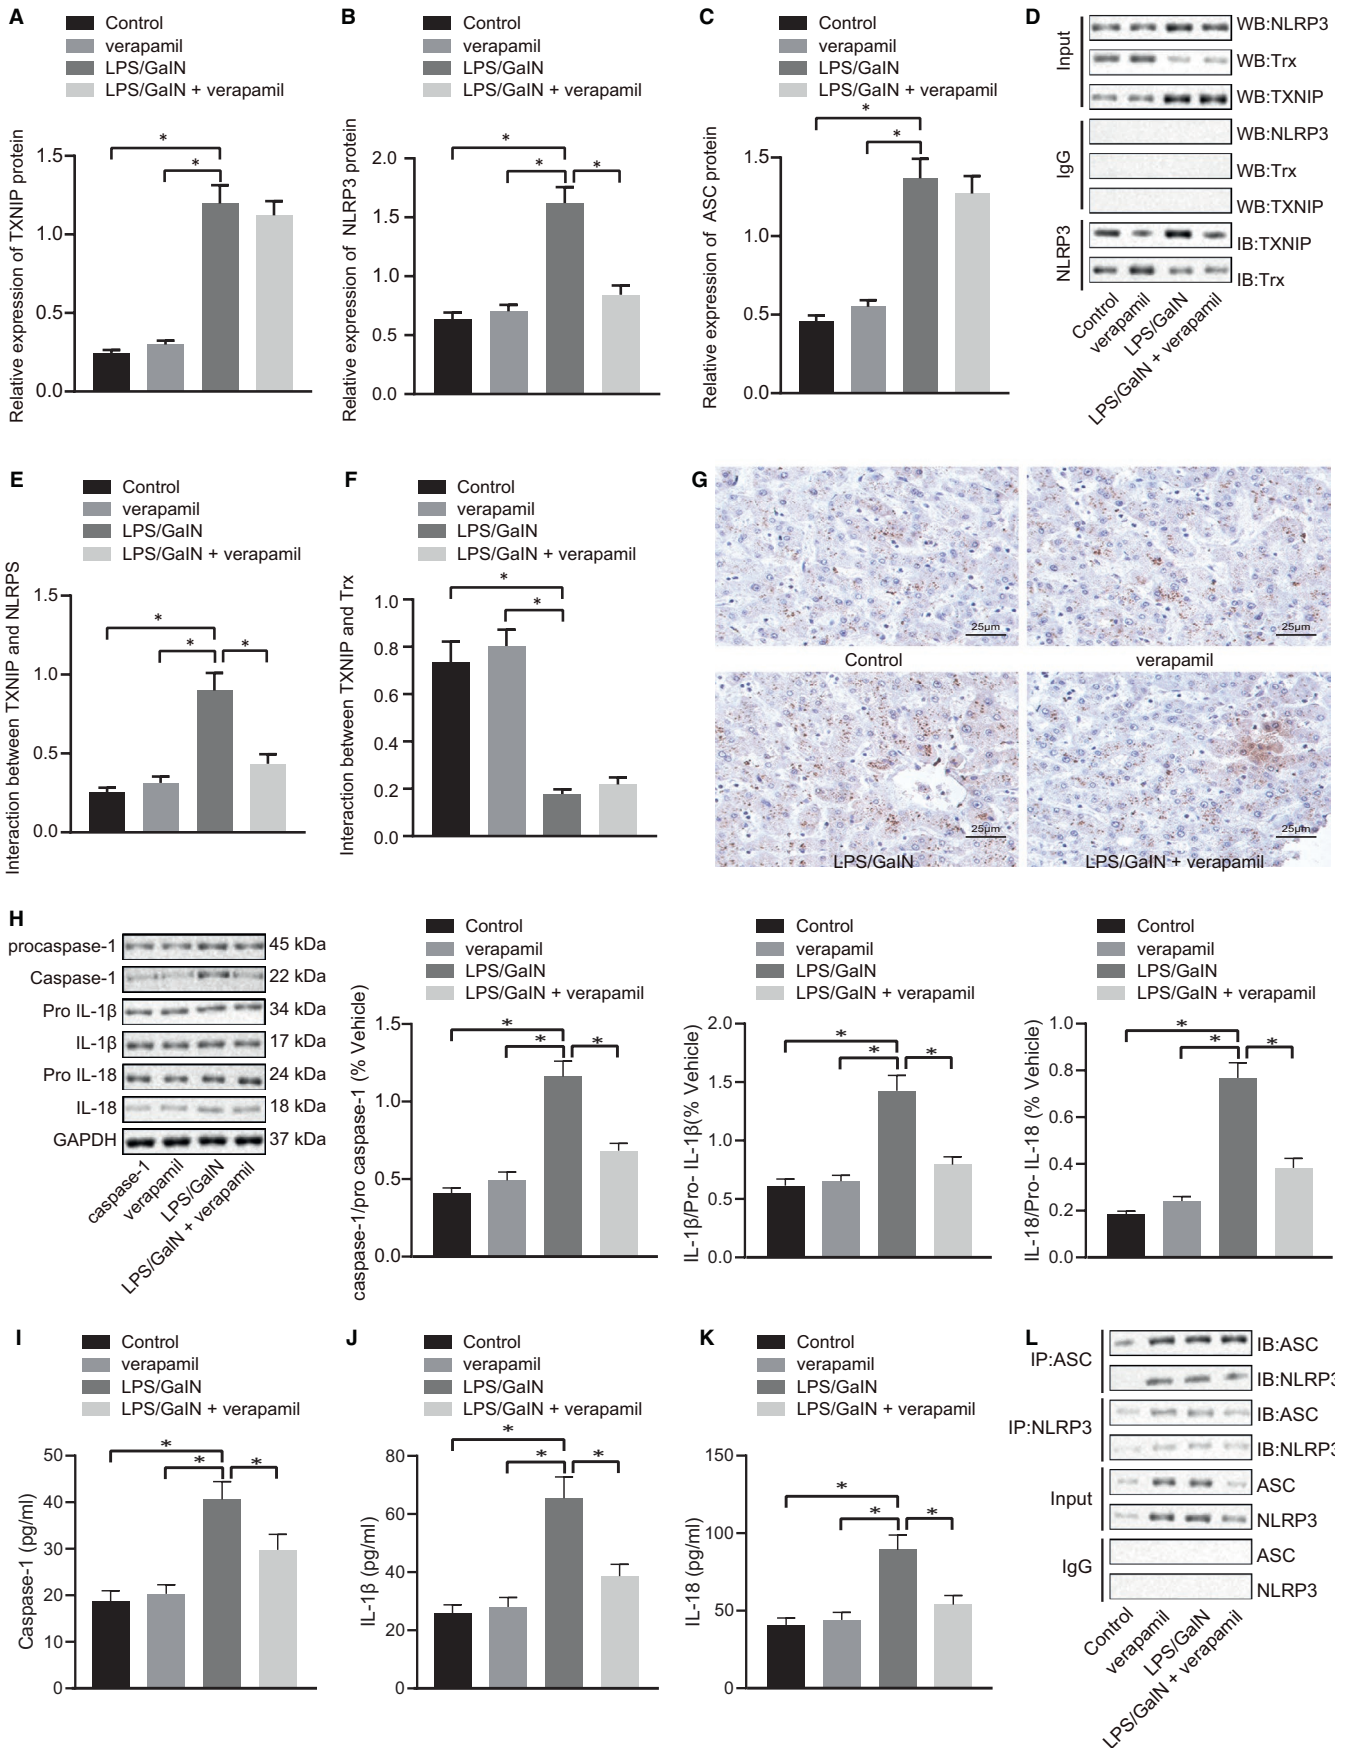 A
Control
verapamil
LPS/GalN
LPS/GalN + verapamil
Relative expression of TXNIP protein
1.5
1.0
0.5
0.0
*
*
B
Control
verapamil
LPS/GalN
LPS/GalN + verapamil
Relative expression of NLRP3 protein
2.0
1.5
1.0
0.5
0.0
*
*
*
C
Control
verapamil
LPS/GalN
LPS/GalN + verapamil
Relative expression of ASC protein
1.5
1.0
0.5
0.0
*
*
D
Input
WB:NLRP3
WB:Trx
WB:TXNIP
IgG
WB:NLRP3
WB:Trx
WB:TXNIP
NLRP3
IB:TXNIP
IB:Trx
Control
verapamil
LPS/GalN
LPS/GalN + verapamil
E
Control
verapamil
LPS/GalN
LPS/GalN + verapamil
Interaction between TXNIP and NLRPS
1.5
1.0
0.5
0.0
*
*
*
F
Control
verapamil
LPS/GalN
LPS/GalN + verapamil
Interaction between TXNIP and Trx
1.0
0.8
0.6
0.4
0.2
0.0
*
*
G
25μm
25μm
Control
verapamil
25μm
25μm
LPS/GalN
LPS/GalN + verapamil
H
procaspase-1
45 kDa
Caspase-1
22 kDa
Pro IL-1β
34 kDa
IL-1β
17 kDa
Pro IL-18
24 kDa
IL-18
18 kDa
GAPDH
37 kDa
caspase-1
verapamil
LPS/GalN
LPS/GalN + verapamil
Control
verapamil
LPS/GalN
LPS/GalN + verapamil
caspase-1/pro caspase-1 (% Vehicle)
1.5
1.0
0.5
0.0
*
*
*
Control
verapamil
LPS/GalN
LPS/GalN + verapamil
IL-1β/Pro- IL-1β(% Vehicle)
2.0
1.5
1.0
0.5
0.0
*
*
*
Control
verapamil
LPS/GalN
LPS/GalN + verapamil
IL-18/Pro- IL-18 (% Vehicle)
1.0
0.8
0.6
0.4
0.2
0.0
*
*
*
I
Control
verapamil
LPS/GalN
LPS/GalN + verapamil
Caspase-1 (pg/ml)
50
40
30
20
10
0
*
*
*
J
Control
verapamil
LPS/GalN
LPS/GalN + verapamil
IL-1β (pg/ml)
80
60
40
20
0
*
*
*
K
Control
verapamil
LPS/GalN
LPS/GalN + verapamil
IL-18 (pg/ml)
150
100
50
0
*
*
*
L
IP:ASC
IB:ASC
IB:NLRP3
IP:NLRP3
IB:ASC
IB:NLRP3
Input
ASC
NLRP3
IgG
ASC
NLRP3
Control
verapamil
LPS/GalN
LPS/GalN + verapamil